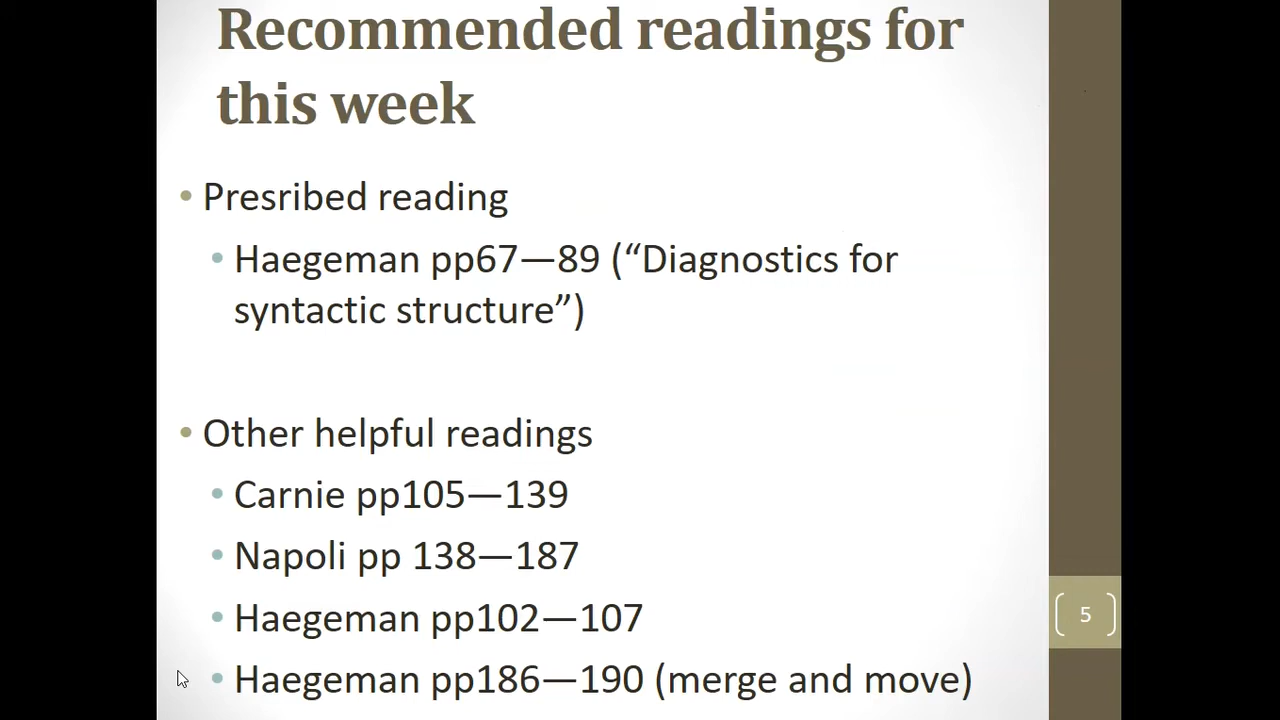 Recommended readings for
this week
• Presribed reading
• Haegeman pp67—89 (“Diagnostics for
syntactic structure”)
• Other helpful readings
• Carnie pp105—139
• Napoli pp 138—187
• Haegeman pp102—107
• Haegeman pp186—190 (merge and move)
5